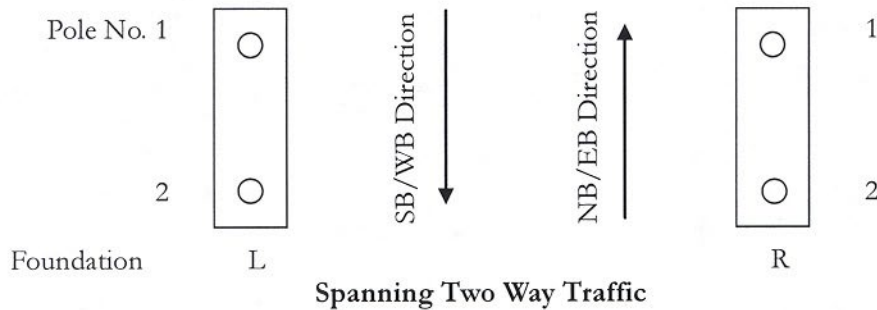 Pole No. 1
1
SB/WB Direction
NB/EB Direction
2
2
Foundation L R
Spanning Two Way Traffic